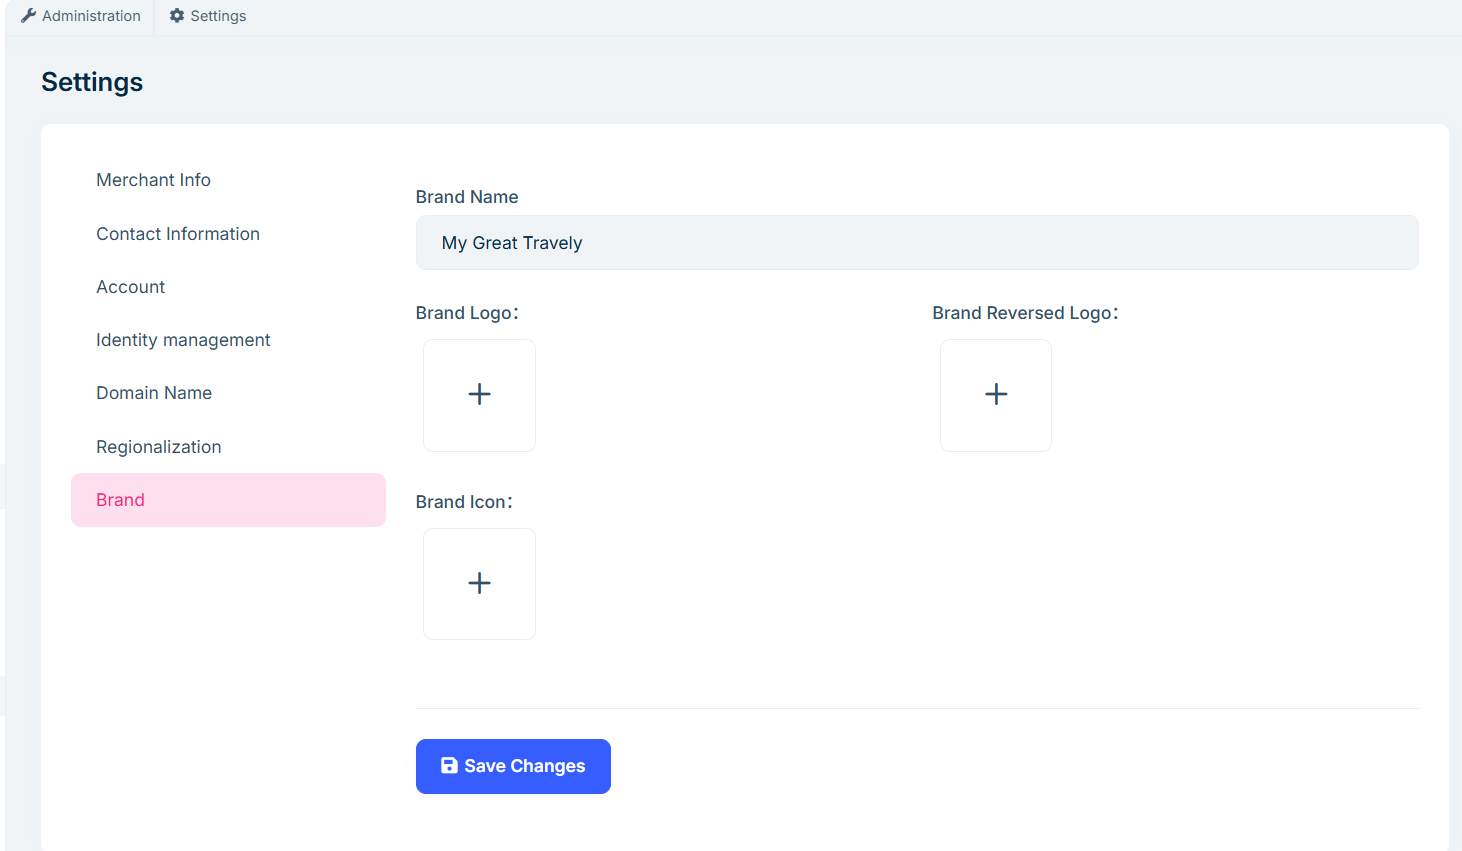 Administration
Settings
Settings
Merchant Info
Contact Information
Account
Identity management
Domain Name
Regionalization
Brand
Brand Name
My Great Travely
Brand Logo：
Brand Reversed Logo：
Brand Icon：
Save Changes